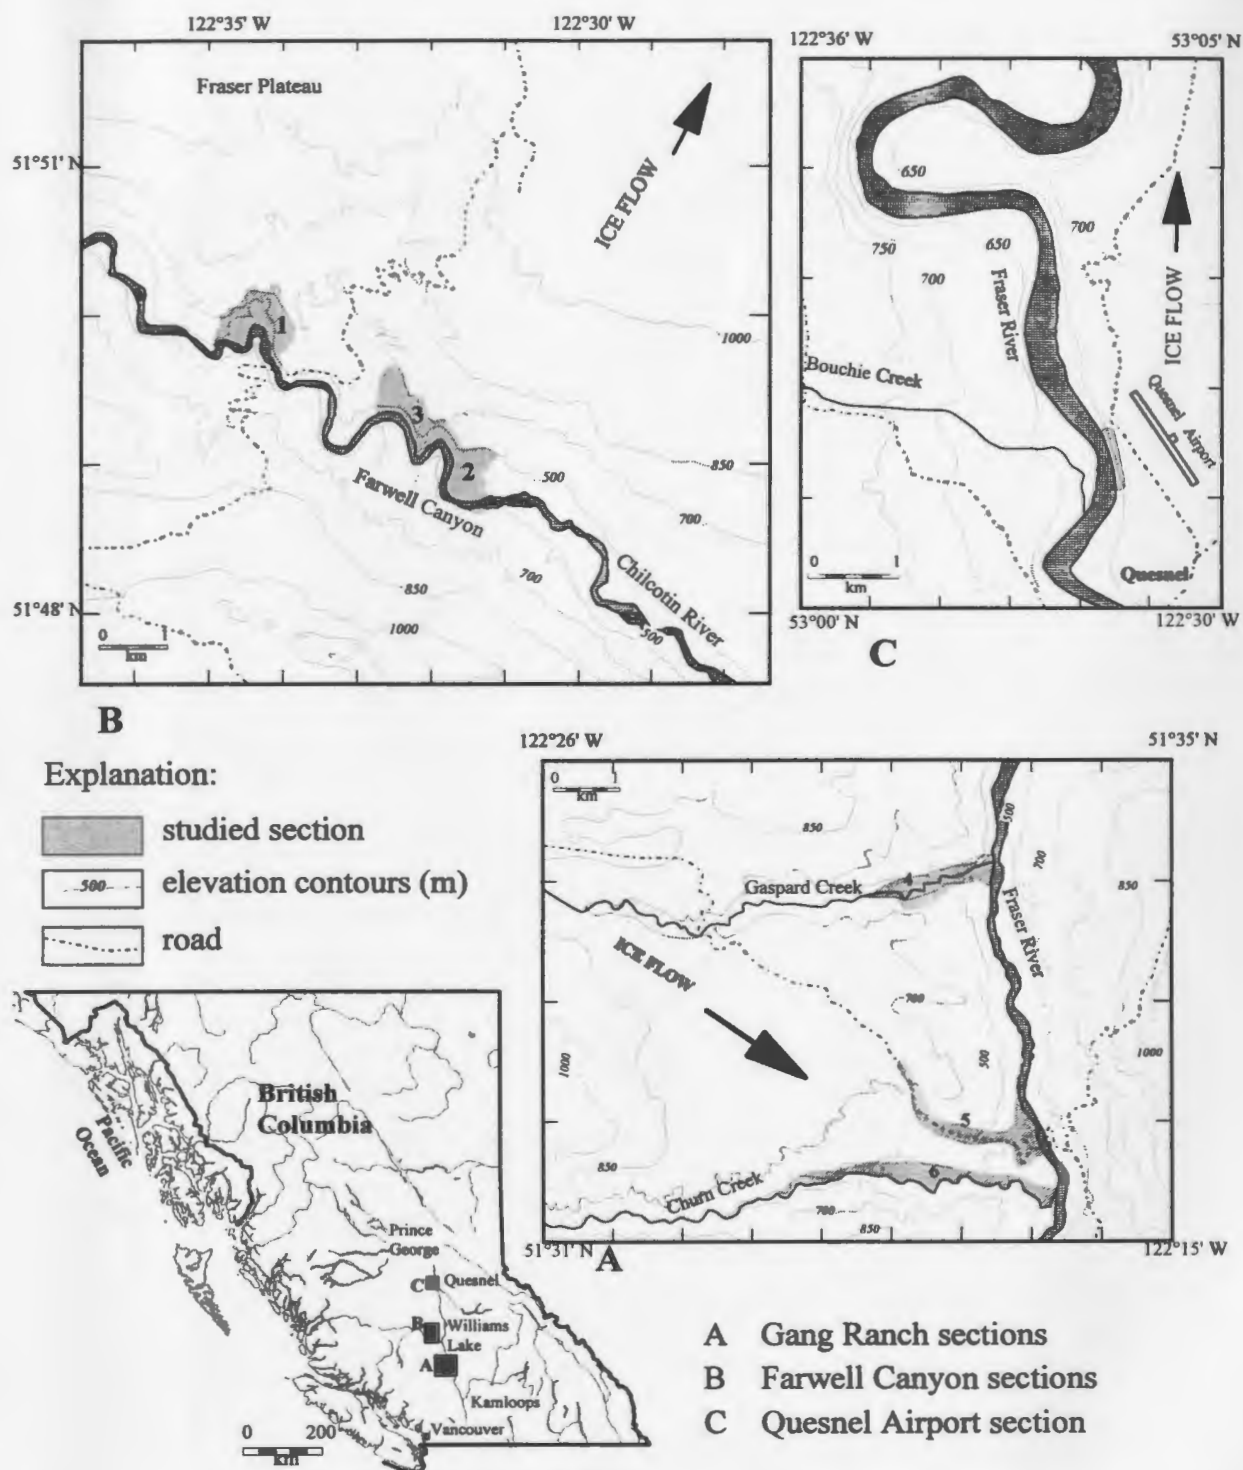 122°35' W
122°30' W
Fraser Plateau
51°51' N
ICE FLOW
1
1000
3
2
850
500
Farwell Canyon
700
Chilcotin River
700
850
51°48' N
1000
500
0 1
km
B
122°36' W
53°05' N
650
700
750
650
700
Fraser River
ICE FLOW
Bouchie Creek
Quesnel Airport
0 1
km
Quesnel
53°00' N
122°30' W
C
Explanation:
studied section
500
elevation contours (m)
road
122°26' W
51°35' N
0 1
km
850
500
700
4
Gaspard Creek
850
Fraser River
ICE FLOW
700
500
1000
1000
5
850
6
Churn Creek
700
850
51°31' N
122°15' W
A
British
Columbia
Pacific
Ocean
Prince
George
C
Quesnel
B
Williams
Lake
A
Kamloops
Vancouver
0 200
km
A Gang Ranch sections
B Farwell Canyon sections
C Quesnel Airport section